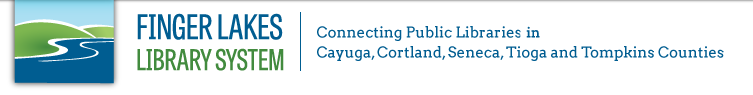 FINGER LAKES
LIBRARY SYSTEM
Connecting Public Libraries in
Cayuga, Cortland, Seneca, Tioga and Tompkins Counties